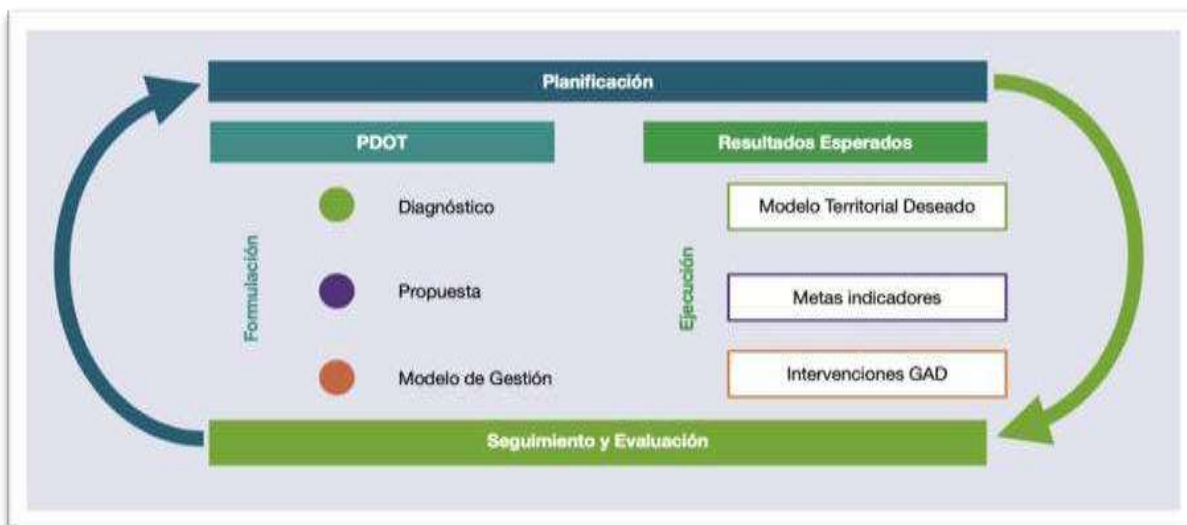 Planificación
PDOT
Resultados Esperados
Formulación
Diagnóstico
Propuesta
Modelo de Gestión
Ejecución
Modelo Territorial Deseado
Metas indicadores
Intervenciones GAD
Seguimiento y Evaluación